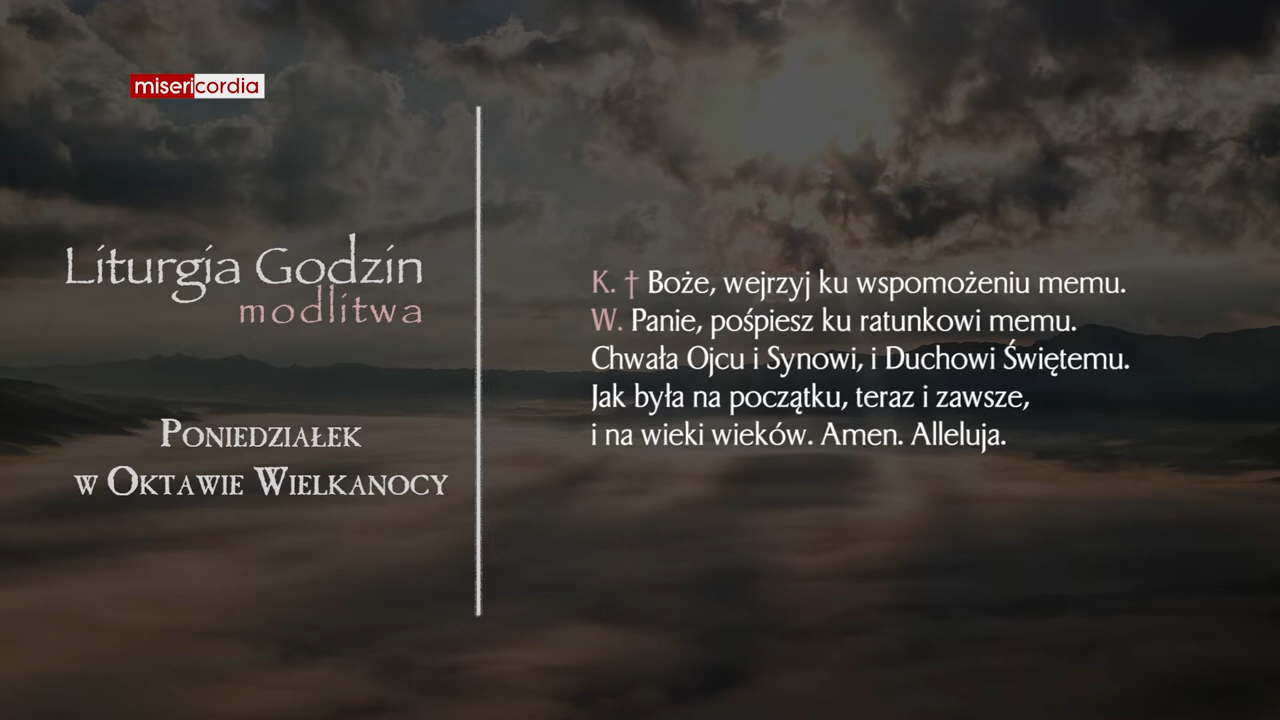 misericordia
Liturgia Godzin
modlitwa
Poniedziałek
w Oktawie Wielkanocy
K. † Boże, wejrzyj ku wspomożeniu memu.
W. Panie, pośpiesz ku ratunkowi memu.
Chwała Ojcu i Synowi, i Duchowi Świętemu.
Jak była na początku, teraz i zawsze,
i na wieki wieków. Amen. Alleluja.